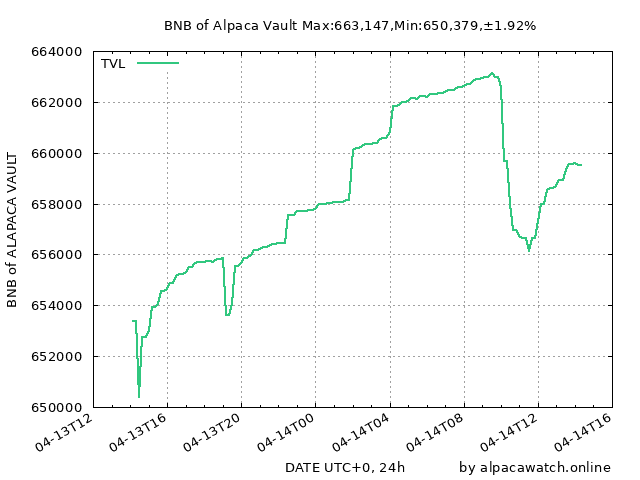 BNB of Alpaca Vault Max:663,147,Min:650,379,±1.92%
664000
TVL
662000
660000
658000
656000
654000
652000
650000
BNB of ALAPACA VAULT
04-13T12
04-13T16
04-13T20
04-14T00
04-14T04
04-14T08
04-14T12
04-14T16
DATE UTC+0, 24h
by alpacawatch.online